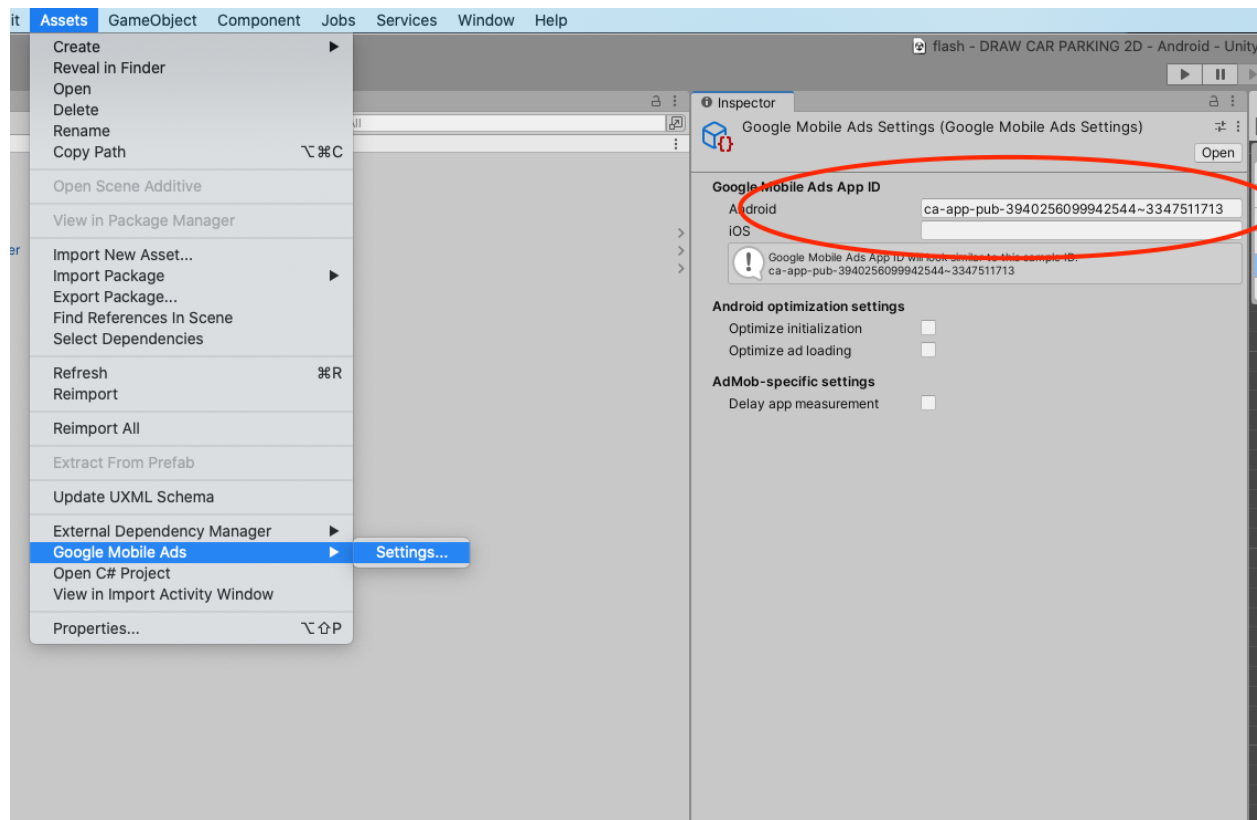 it Assets GameObject Component Jobs Services Window Help
flash - DRAW CAR PARKING 2D - Android - Unity
Create
Reveal in Finder
Open
Delete
Rename
Copy Path ⌥⌘C
Open Scene Additive
View in Package Manager
Import New Asset...
Import Package
Export Package...
Find References In Scene
Select Dependencies
Refresh ⌘R
Reimport
Reimport All
Extract From Prefab
Update UXML Schema
External Dependency Manager
Google Mobile Ads
Settings...
Open C# Project
View in Import Activity Window
Properties... ⌥⇧P
er
All
Inspector
Google Mobile Ads Settings (Google Mobile Ads Settings)
Open
Google Mobile Ads App ID
Android ca-app-pub-3940256099942544~3347511713
iOS
Google Mobile Ads App ID will look similar to this sample ID:
ca-app-pub-3940256099942544~3347511713
Android optimization settings
Optimize initialization
Optimize ad loading
AdMob-specific settings
Delay app measurement